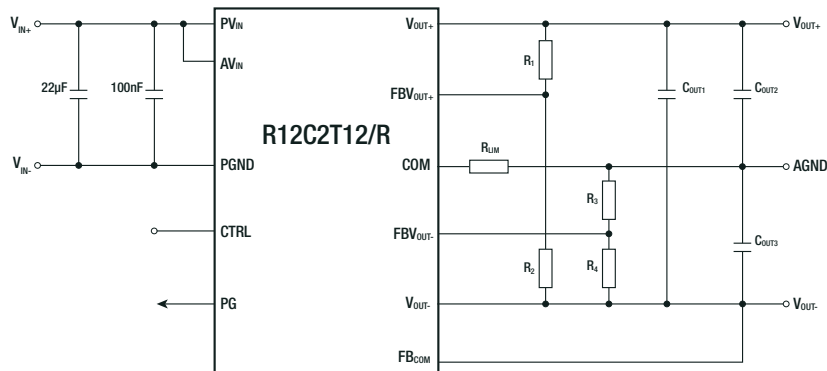 VIN+
PVIN
VOUT+
VOUT+
R1
AVIN
22µF
100nF
FBVOUT+
COUT1
COUT2
R12C2T12/R
VIN-
PGND
COM
RLIM
AGND
R3
CTRL
FBVOUT-
COUT3
R2
R4
PG
VOUT-
VOUT-
FBCOM